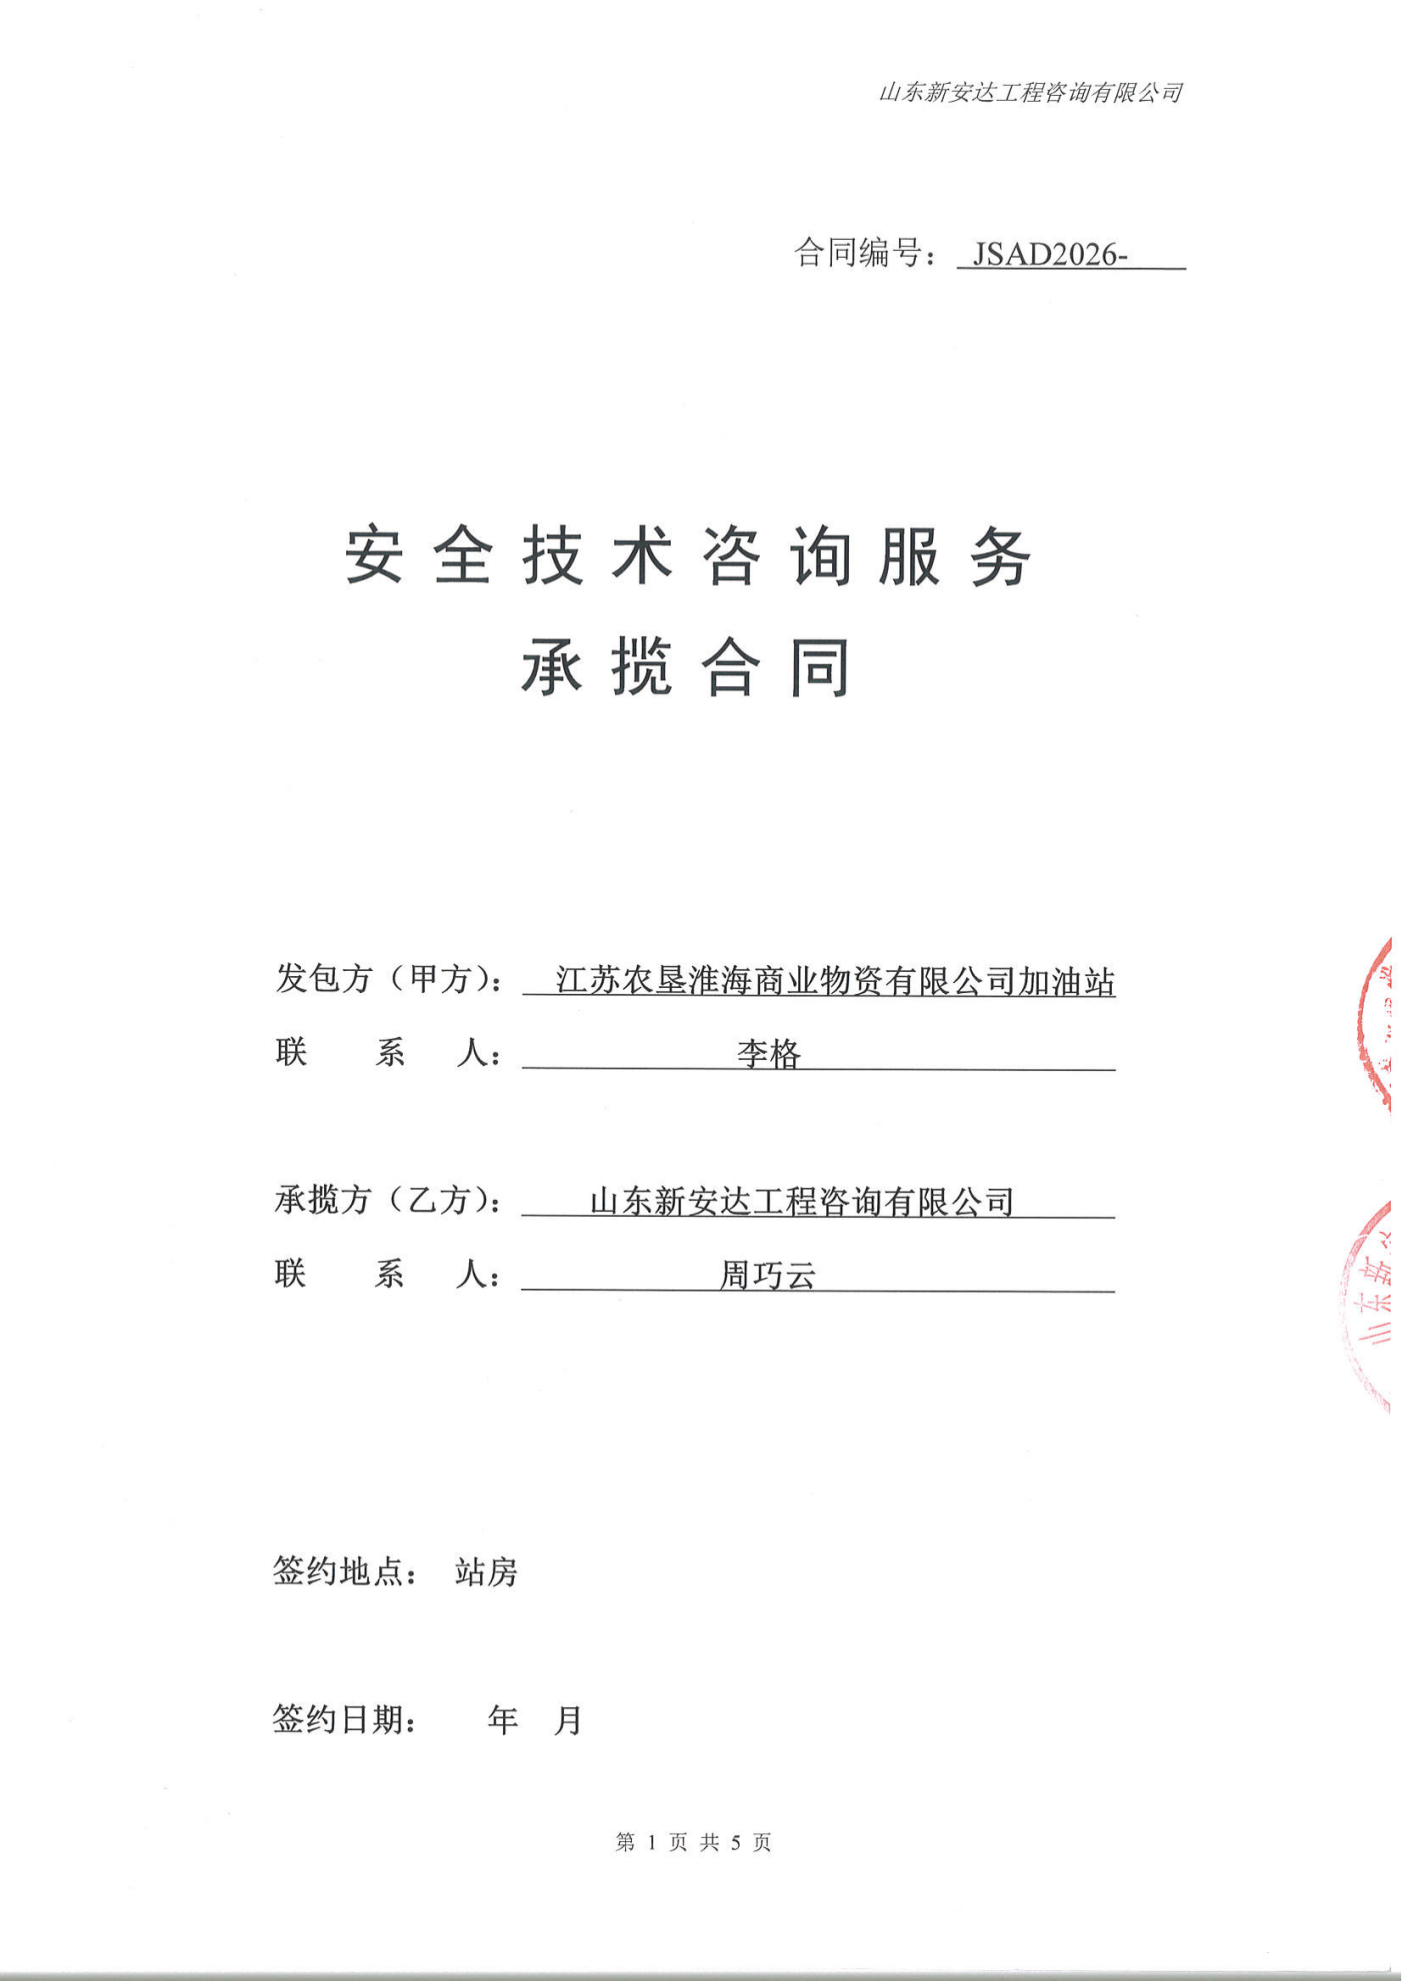 山东新安达工程咨询有限公司
合同编号： JSAD2026-
安全技术咨询服务
承揽合同
发包方（甲方）： 江苏农垦淮海商业物资有限公司加油站
联 系 人： 李格
承揽方（乙方）： 山东新安达工程咨询有限公司
联 系 人： 周巧云
签约地点： 站房
签约日期： 年 月
第 1 页 共 5 页
山东新